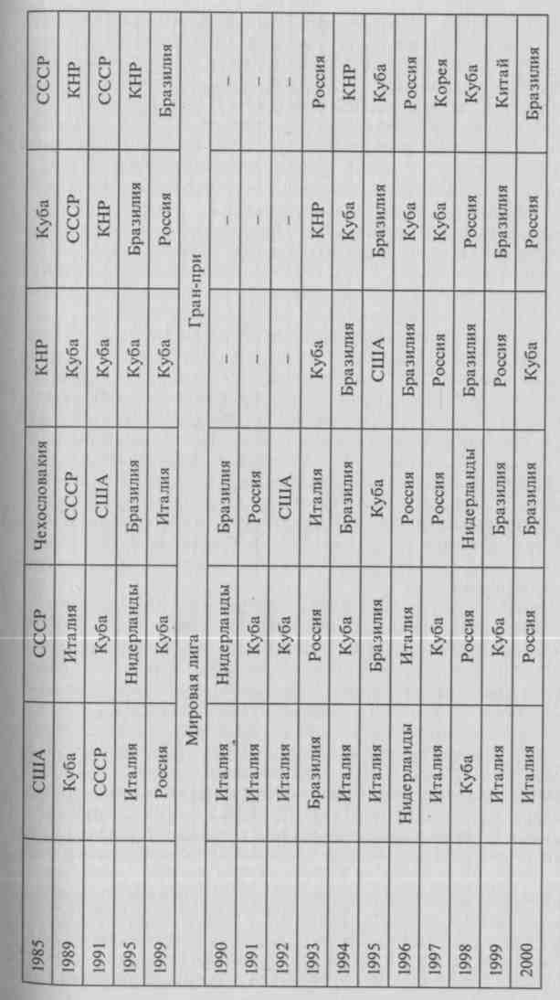 1985 США СССР Чехословакия КНР Куба СССР
1989 Куба Италия СССР Куба СССР КНР
1991 СССР Куба США Куба КНР СССР
1995 Италия Нидерланды Бразилия Куба Бразилия КНР
1999 Россия Куба Италия Куба Россия Бразилия
Мировая лига Гран-при
1990 Италия Нидерланды Бразилия – – –
1991 Италия Куба Россия – – –
1992 Италия Куба США – – –
1993 Бразилия Россия Италия Куба КНР Россия
1994 Италия Куба Бразилия Бразилия Куба КНР
1995 Италия Бразилия Куба США Бразилия Куба
1996 Нидерланды Италия Россия Бразилия Куба Россия
1997 Италия Куба Россия Россия Куба Корея
1998 Куба Россия Нидерланды Бразилия Россия Куба
1999 Италия Куба Бразилия Россия Бразилия Китай
2000 Италия Россия Бразилия Куба Россия Бразилия